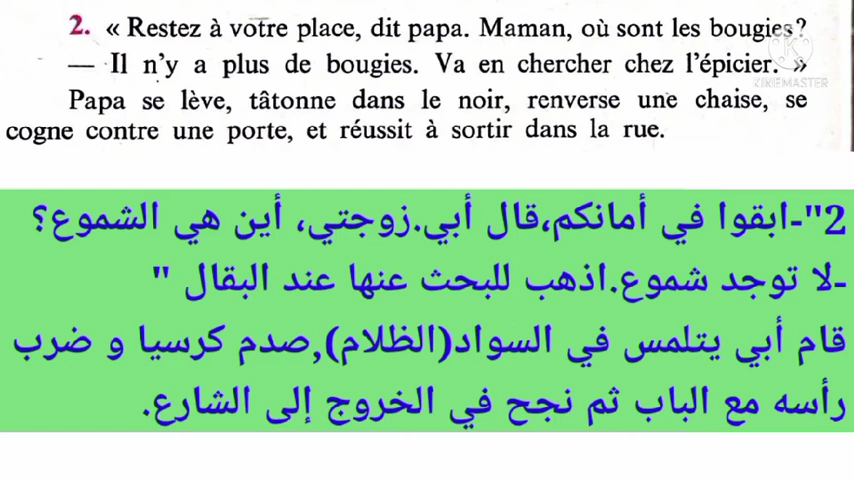 2. « Restez à votre place, dit papa. Maman, où sont les bougies?
— Il n'y a plus de bougies. Va en chercher chez l'épicier. »
KINEMASTER
Papa se lève, tâtonne dans le noir, renverse une chaise, se
cogne contre une porte, et réussit à sortir dans la rue.
2"-ابقوا في أمانكم،قال أبي.زوجتي، أين هي الشموع؟
-لا توجد شموع.اذهب للبحث عنها عند البقال "
قام أبي يتلمس في السواد(الظلام),صدم كرسيا و ضرب
رأسه مع الباب ثم نجح في الخروج إلى الشارع.